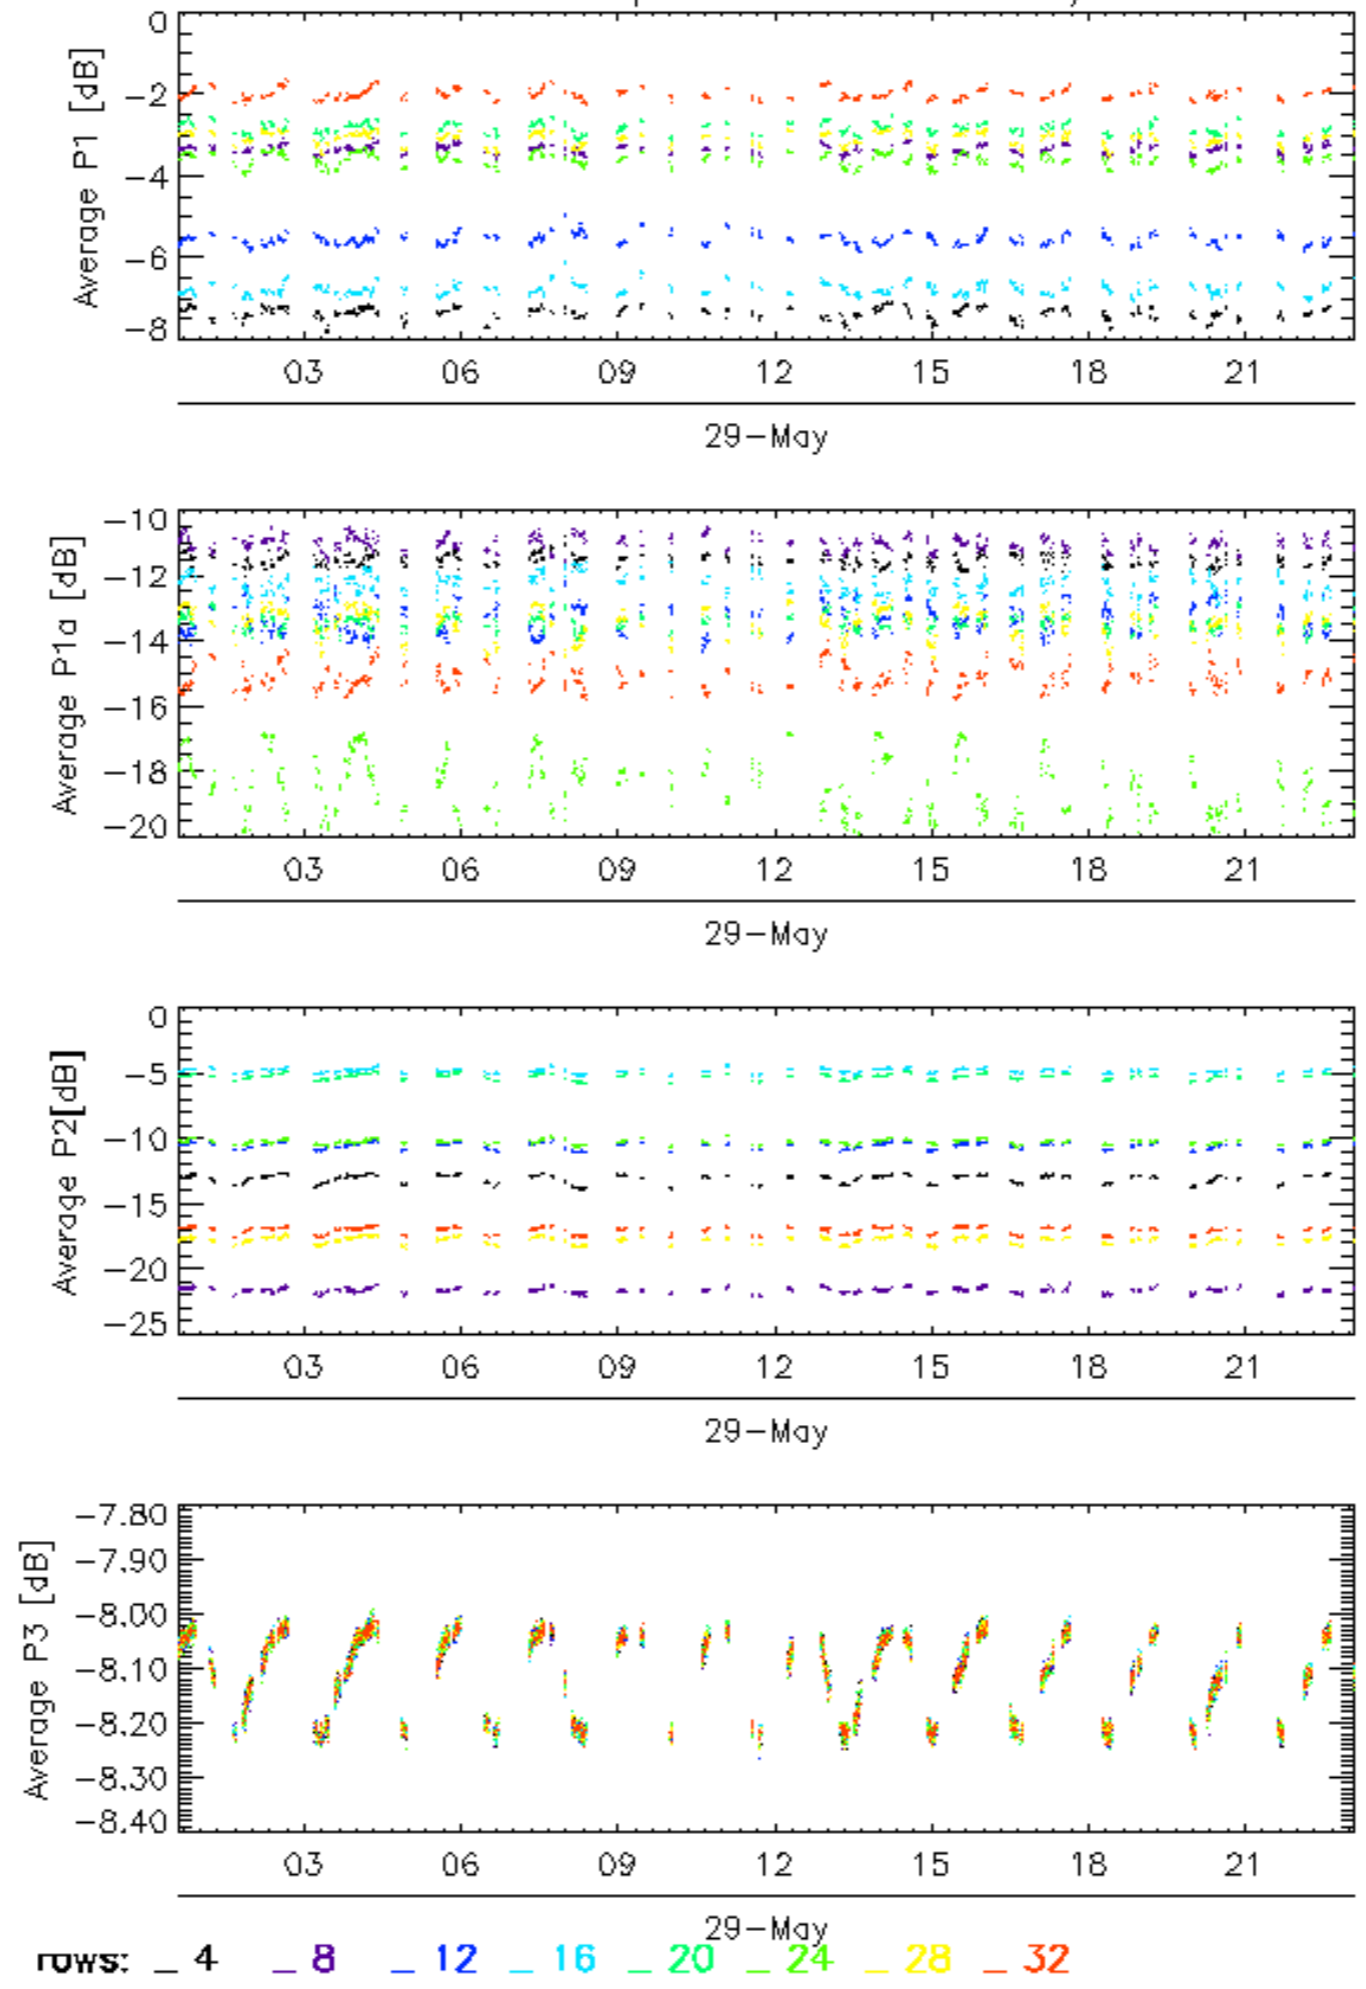 0
-2
-4
-6
-8
Average P1 [dB]
03 06 09 12 15 18 21
29-May
-10
-12
-14
-16
-18
-20
Average P1a [dB]
03 06 09 12 15 18 21
29-May
0
-5
-10
-15
-20
-25
Average P2[dB]
03 06 09 12 15 18 21
29-May
-7.80
-7.90
-8.00
-8.10
-8.20
-8.30
-8.40
Average P3 [dB]
03 06 09 12 15 18 21
29-May
rows: _ 4 _ 8 _ 12 _ 16 _ 20 _ 24 _ 28 _ 32